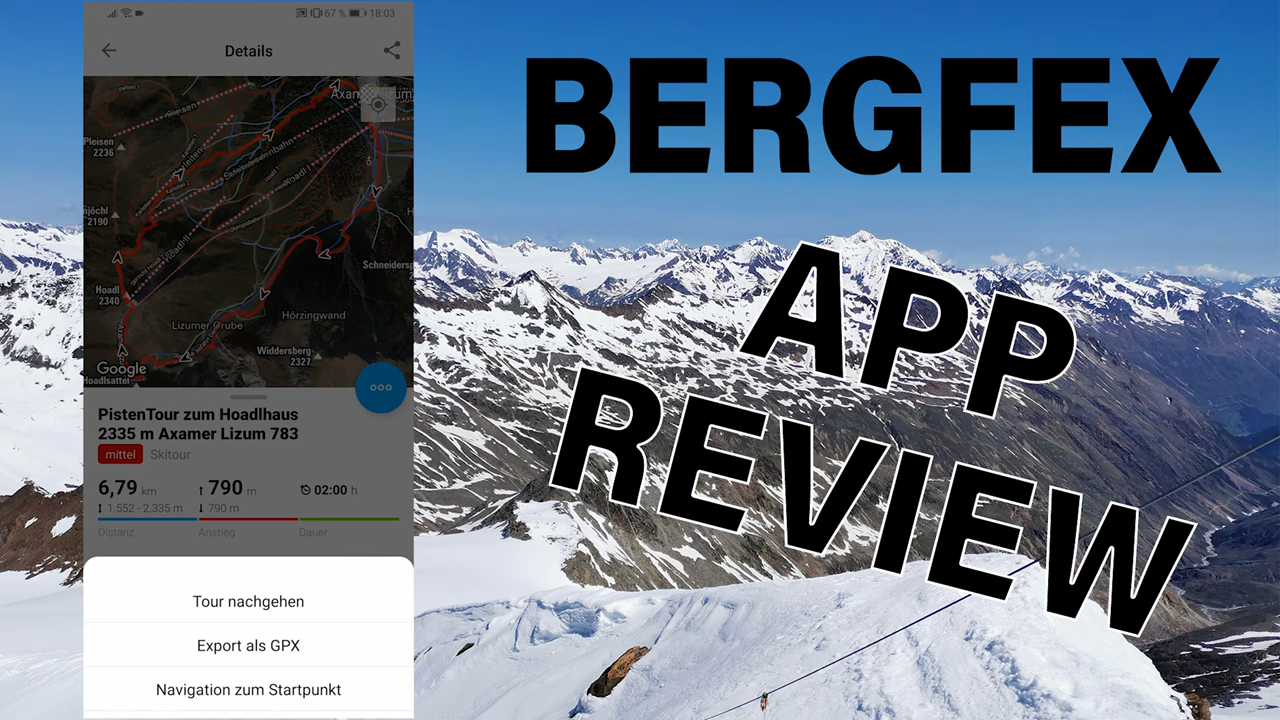 67 % 18:03
Details
Pleisen
2236
2190
Hoadl
2340
Lizumer Grube
Hörzingwand
Widdersberg
2327
Google
Hoadlsattel
PistenTour zum Hoadlhaus
2335 m Axamer Lizum 783
mittel Skitour
6,79 km 790 m 02:00 h
1.552 - 2.335 m 790 m
Distanz Anstieg Dauer
Tour nachgehen
Export als GPX
Navigation zum Startpunkt
BERGFEX
APP
REVIEW